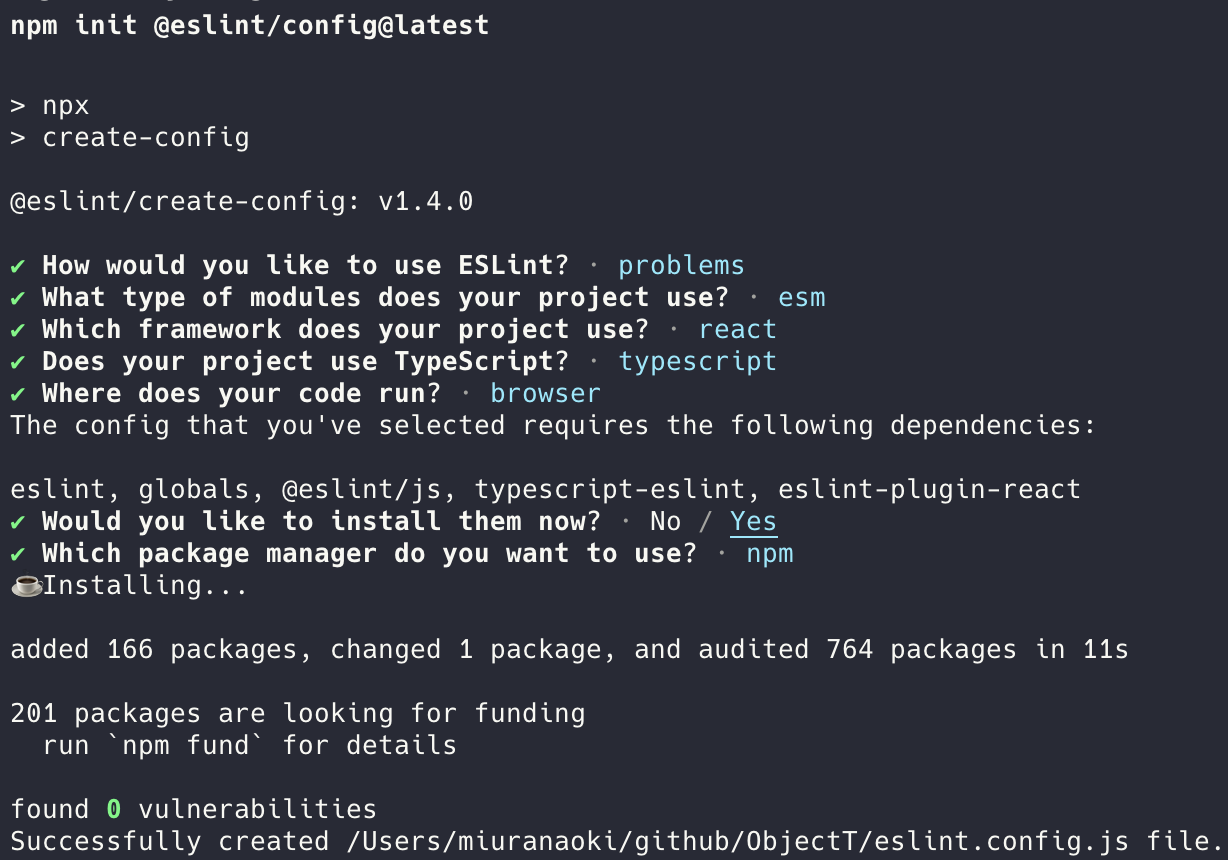 npm init @eslint/config@latest
> npx
> create-config
@eslint/create-config: v1.4.0
✔ How would you like to use ESLint? · problems
✔ What type of modules does your project use? · esm
✔ Which framework does your project use? · react
✔ Does your project use TypeScript? · typescript
✔ Where does your code run? · browser
The config that you've selected requires the following dependencies:
eslint, globals, @eslint/js, typescript-eslint, eslint-plugin-react
✔ Would you like to install them now? · No / Yes
✔ Which package manager do you want to use? · npm
☕️Installing...
added 166 packages, changed 1 package, and audited 764 packages in 11s
201 packages are looking for funding
  run `npm fund` for details
found 0 vulnerabilities
Successfully created /Users/miuranaoki/github/ObjectT/eslint.config.js file.